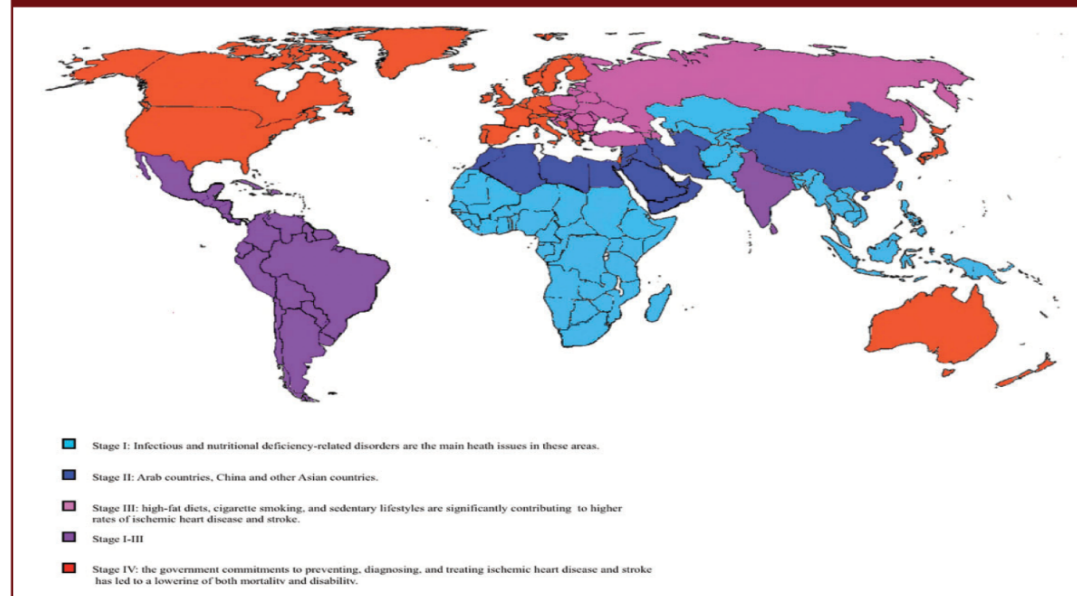 Stage I: Infectious and nutritional deficiency-related disorders are the main heath issues in these areas.
Stage II: Arab countries, China and other Asian countries.
Stage III: high-fat diets, cigarette smoking, and sedentary lifestyles are significantly contributing to higher
rates of ischemic heart disease and stroke.
Stage I-III
Stage IV: the government commitments to preventing, diagnosing, and treating ischemic heart disease and stroke
has led to a lowering of both mortality and disability.